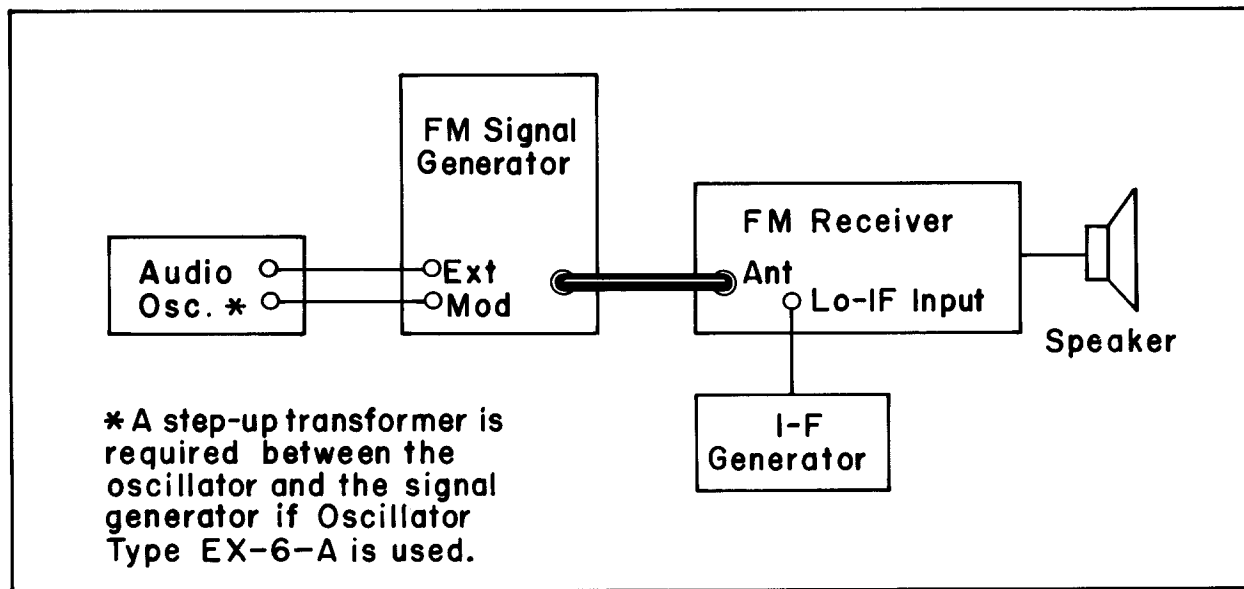 FM Signal
Generator
Audio
Osc. *
Ext
Mod
FM Receiver
Ant
Lo-IF Input
Speaker
I-F
Generator
* A step-up transformer is
required between the
oscillator and the signal
generator if Oscillator
Type EX-6-A is used.